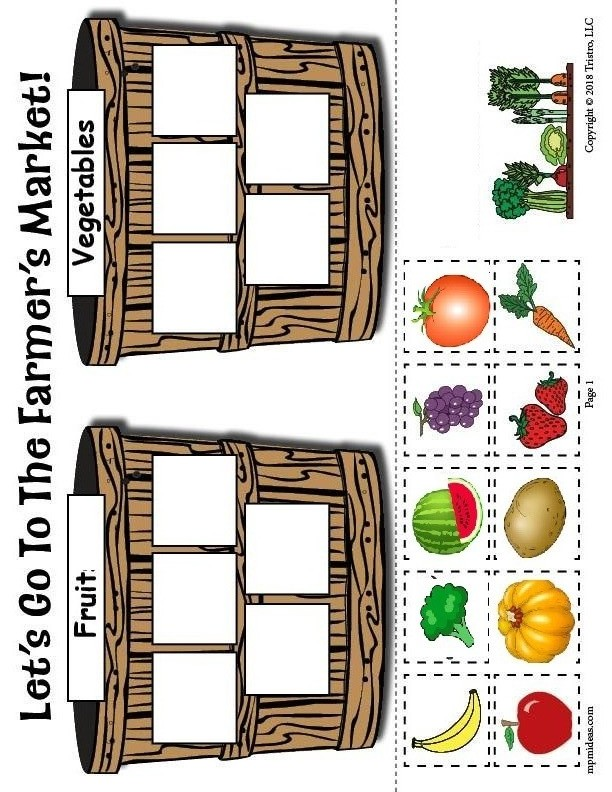 Let's Go To The Farmer's Market!
Fruit
Vegetables
mpmideas.com
Page 1
Copyright © 2018 Tristro, LLC